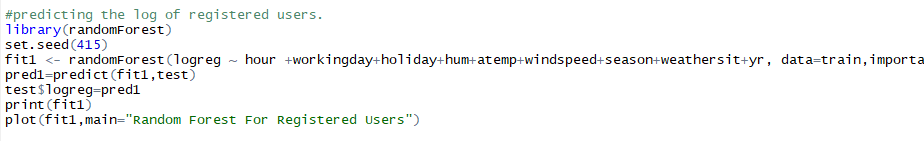 #predicting the log of registered users.
library(randomForest)
set.seed(415)
fit1 <- randomForest(logreg ~ hour +workingday+holiday+hum+atemp+windspeed+season+weathersit+yr, data=train,importa
pred1=predict(fit1,test)
test$logreg=pred1
print(fit1)
plot(fit1,main="Random Forest For Registered Users")